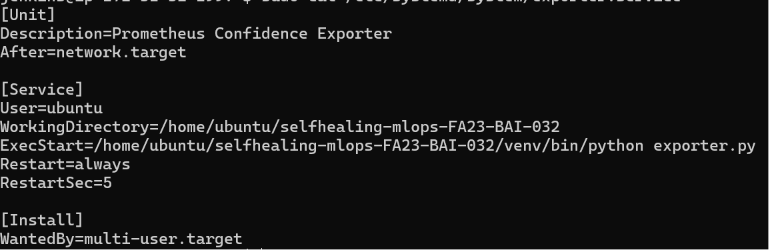 [Unit]
Description=Prometheus Confidence Exporter
After=network.target
[Service]
User=ubuntu
WorkingDirectory=/home/ubuntu/selfhealing-mlops-FA23-BAI-032
ExecStart=/home/ubuntu/selfhealing-mlops-FA23-BAI-032/venv/bin/python exporter.py
Restart=always
RestartSec=5
[Install]
WantedBy=multi-user.target